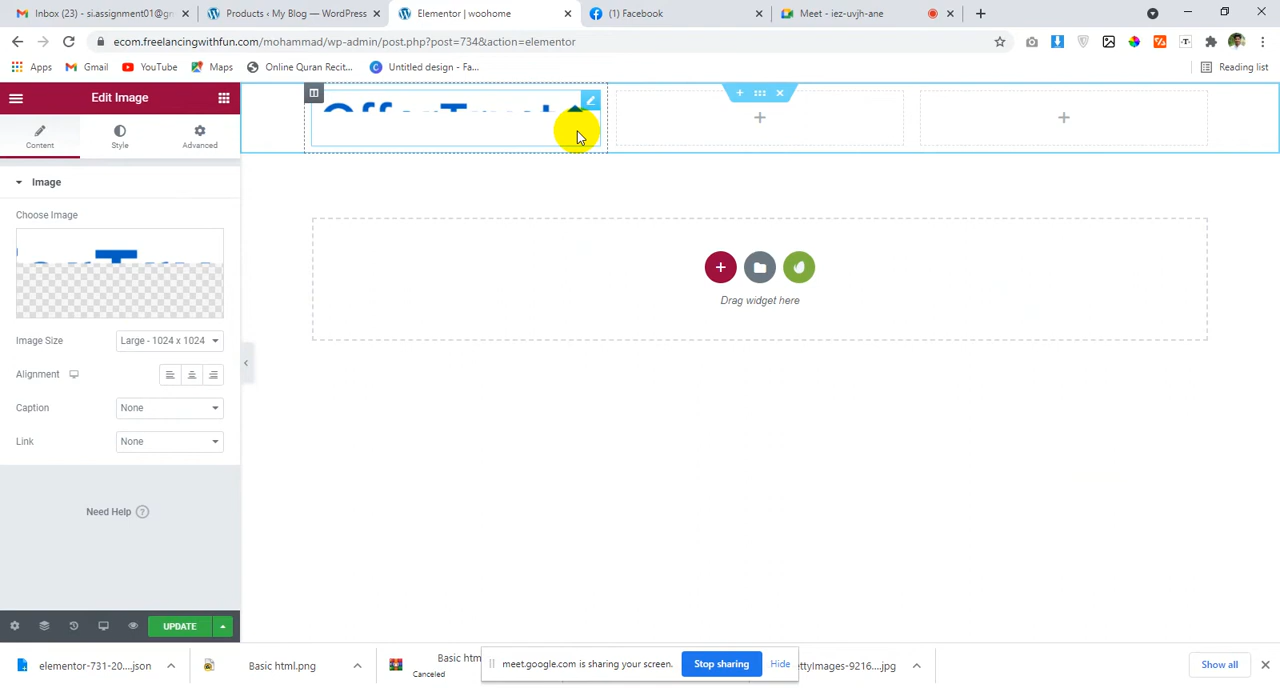 Inbox (23) - si.assignment01@gm
Products ‹ My Blog — WordPress
Elementor | woohome
(1) Facebook
Meet - iez-uvjh-ane
ecom.freelancingwithfun.com/mohammad/wp-admin/post.php?post=734&action=elementor
Apps
Gmail
YouTube
Maps
Online Quran Recit...
Untitled design - Fa...
Reading list
Edit Image
Content
Style
Advanced
Image
Choose Image
Image Size
Large - 1024 x 1024
Alignment
Caption
None
Link
None
Need Help
UPDATE
Drag widget here
elementor-731-20....json
Basic html.png
Basic htm
Canceled
meet.google.com is sharing your screen.
Stop sharing
Hide
ettyImages-9216....jpg
Show all